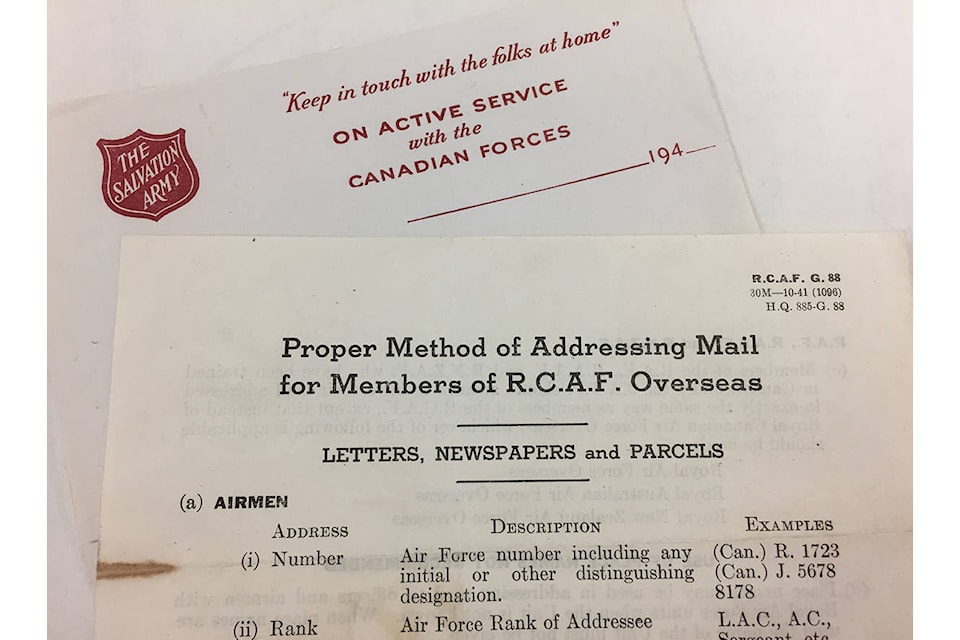 "Keep in touch with the folks at home"
ON ACTIVE SERVICE
with the
CANADIAN FORCES
194
THE
SALVATION
ARMY
R.C.A.F. G. 88
30M—10-41 (1096)
H.Q. 885-G. 88
Proper Method of Addressing Mail
for Members of R.C.A.F. Overseas
LETTERS, NEWSPAPERS and PARCELS
(a) AIRMEN
ADDRESS DESCRIPTION EXAMPLES
(i) Number Air Force number including any (Can.) R. 1723
initial or other distinguishing (Can.) J. 5678
designation. 8178
(ii) Rank Air Force Rank of Addressee L.A.C., A.C.,
Sergeant, etc.